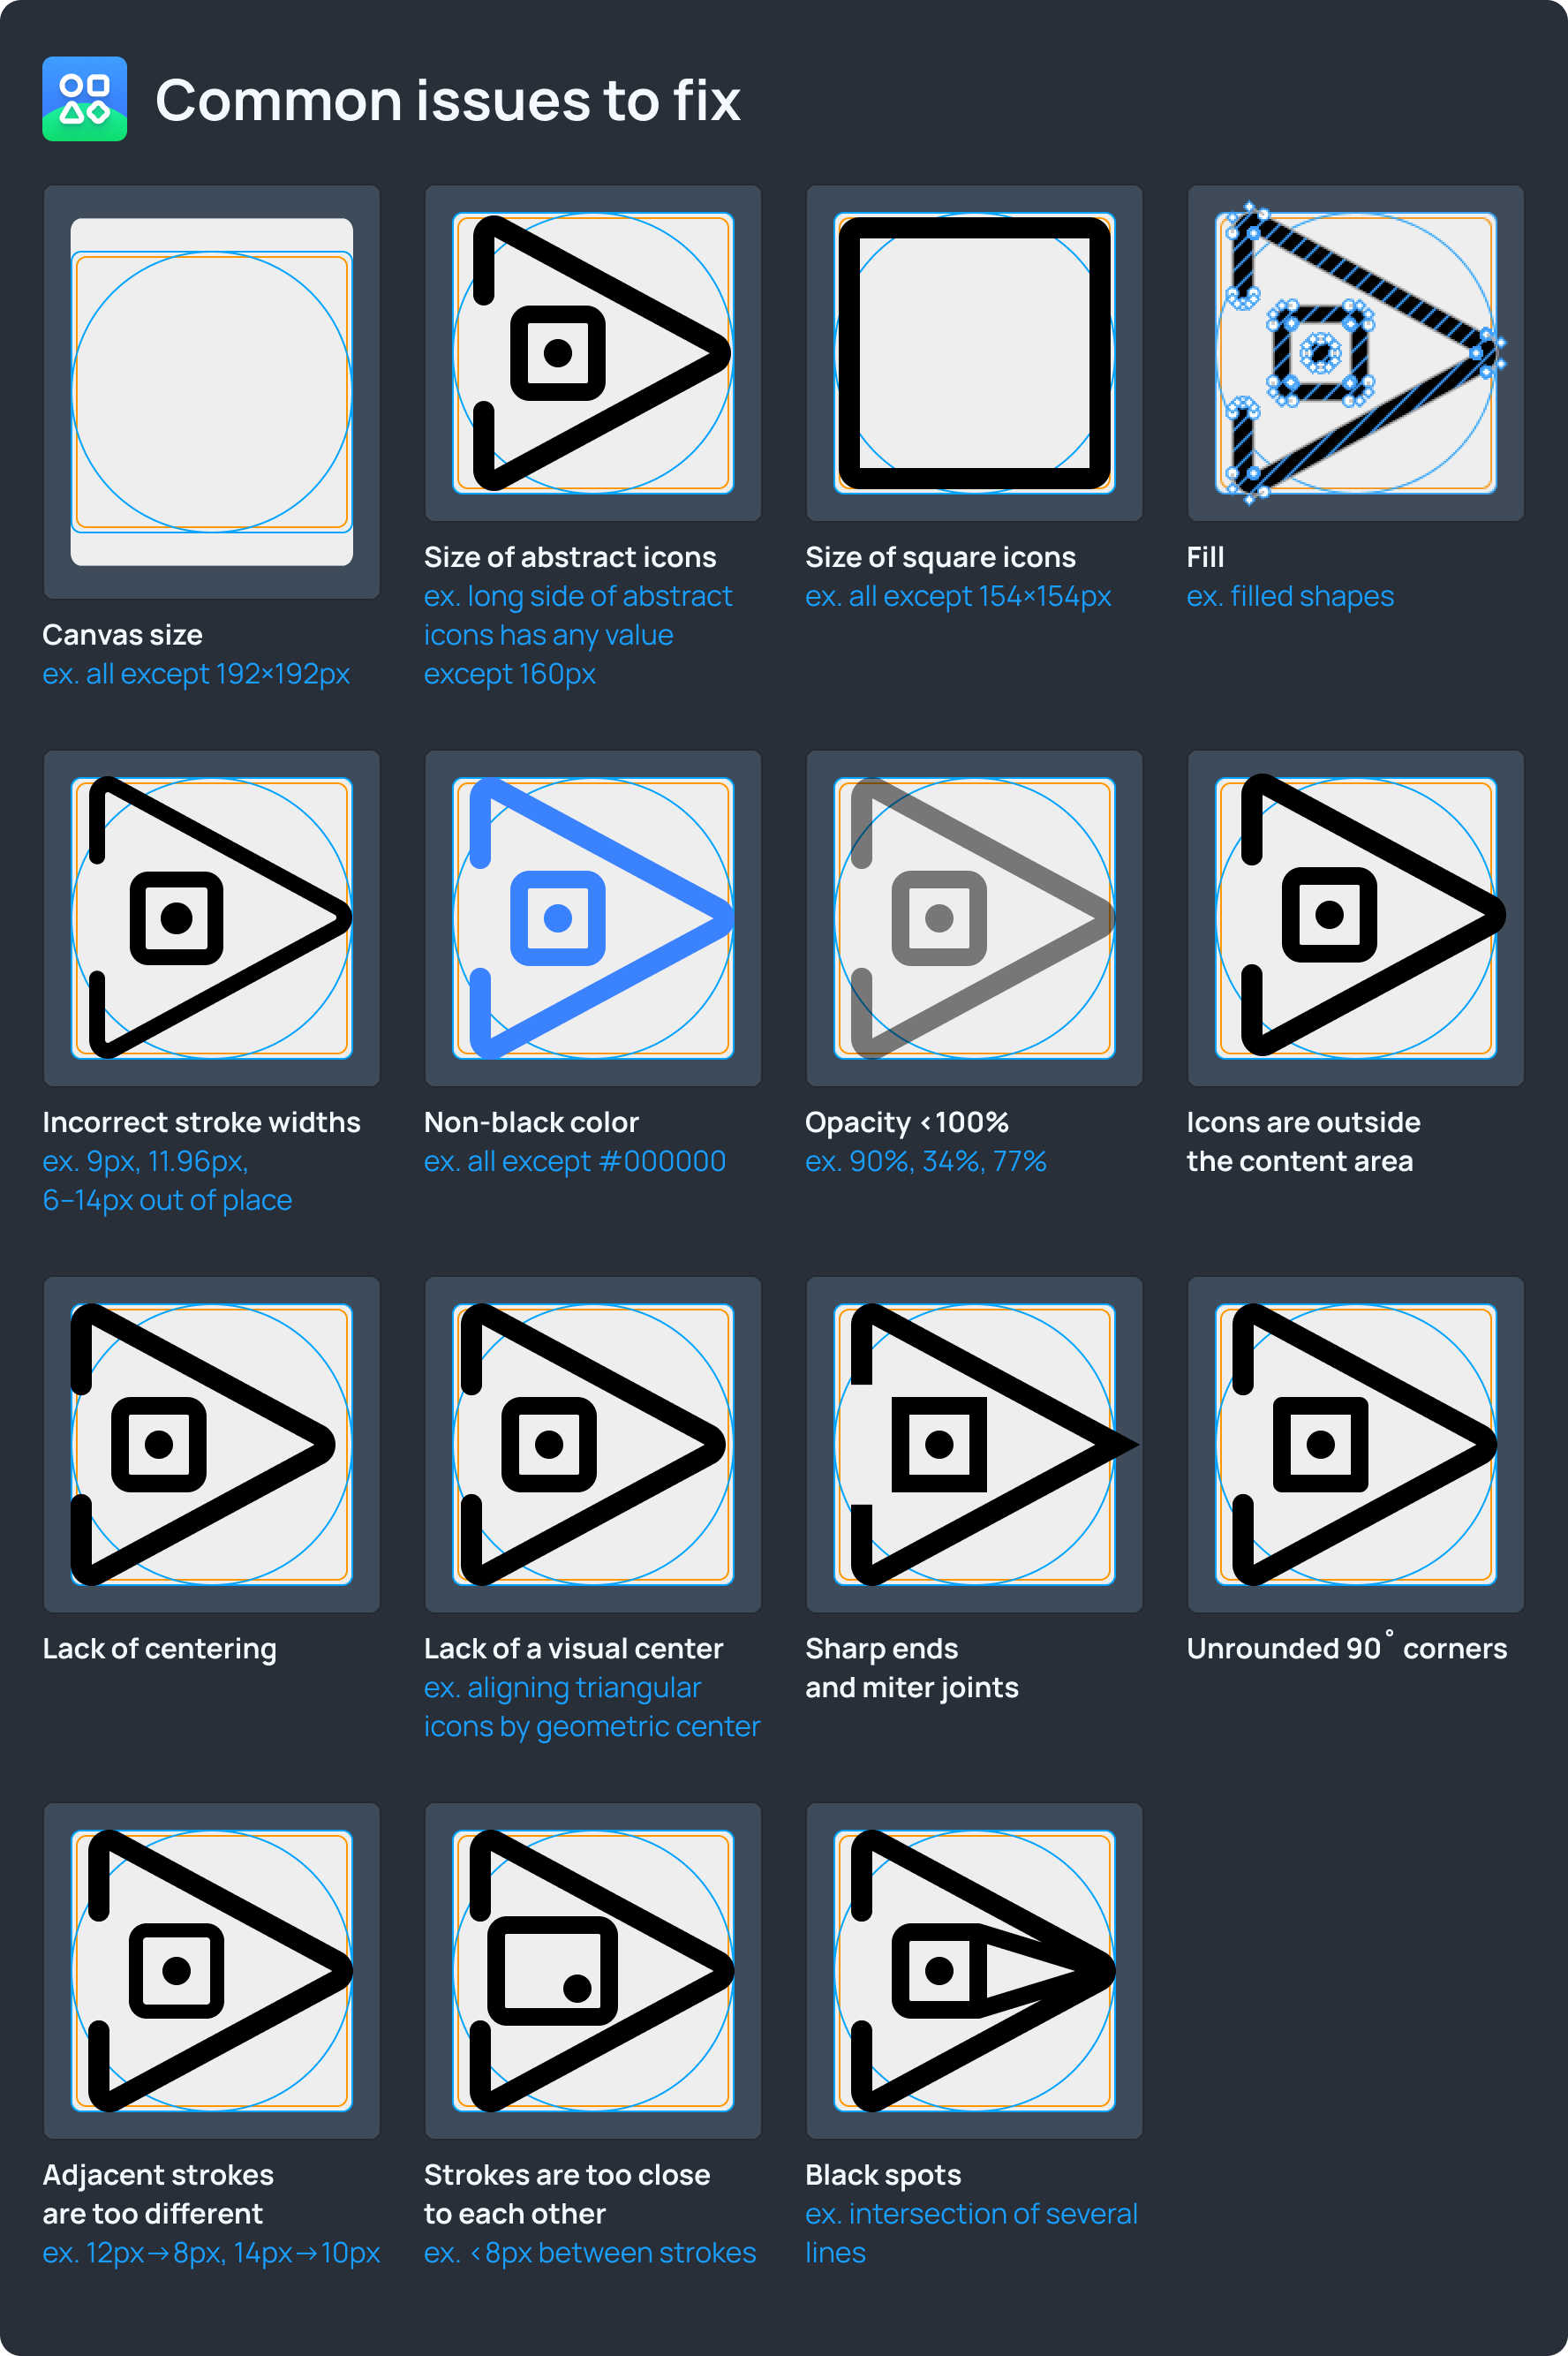 Common issues to fix
Canvas size
ex. all except 192×192px
Size of abstract icons
ex. long side of abstract
icons has any value
except 160px
Size of square icons
ex. all except 154×154px
Fill
ex. filled shapes
Incorrect stroke widths
ex. 9px, 11.96px,
6–14px out of place
Non-black color
ex. all except #000000
Opacity <100%
ex. 90%, 34%, 77%
Icons are outside
the content area
Lack of centering
Lack of a visual center
ex. aligning triangular
icons by geometric center
Sharp ends
and miter joints
Unrounded 90˚ corners
Adjacent strokes
are too different
ex. 12px→8px, 14px→10px
Strokes are too close
to each other
ex. <8px between strokes
Black spots
ex. intersection of several
lines